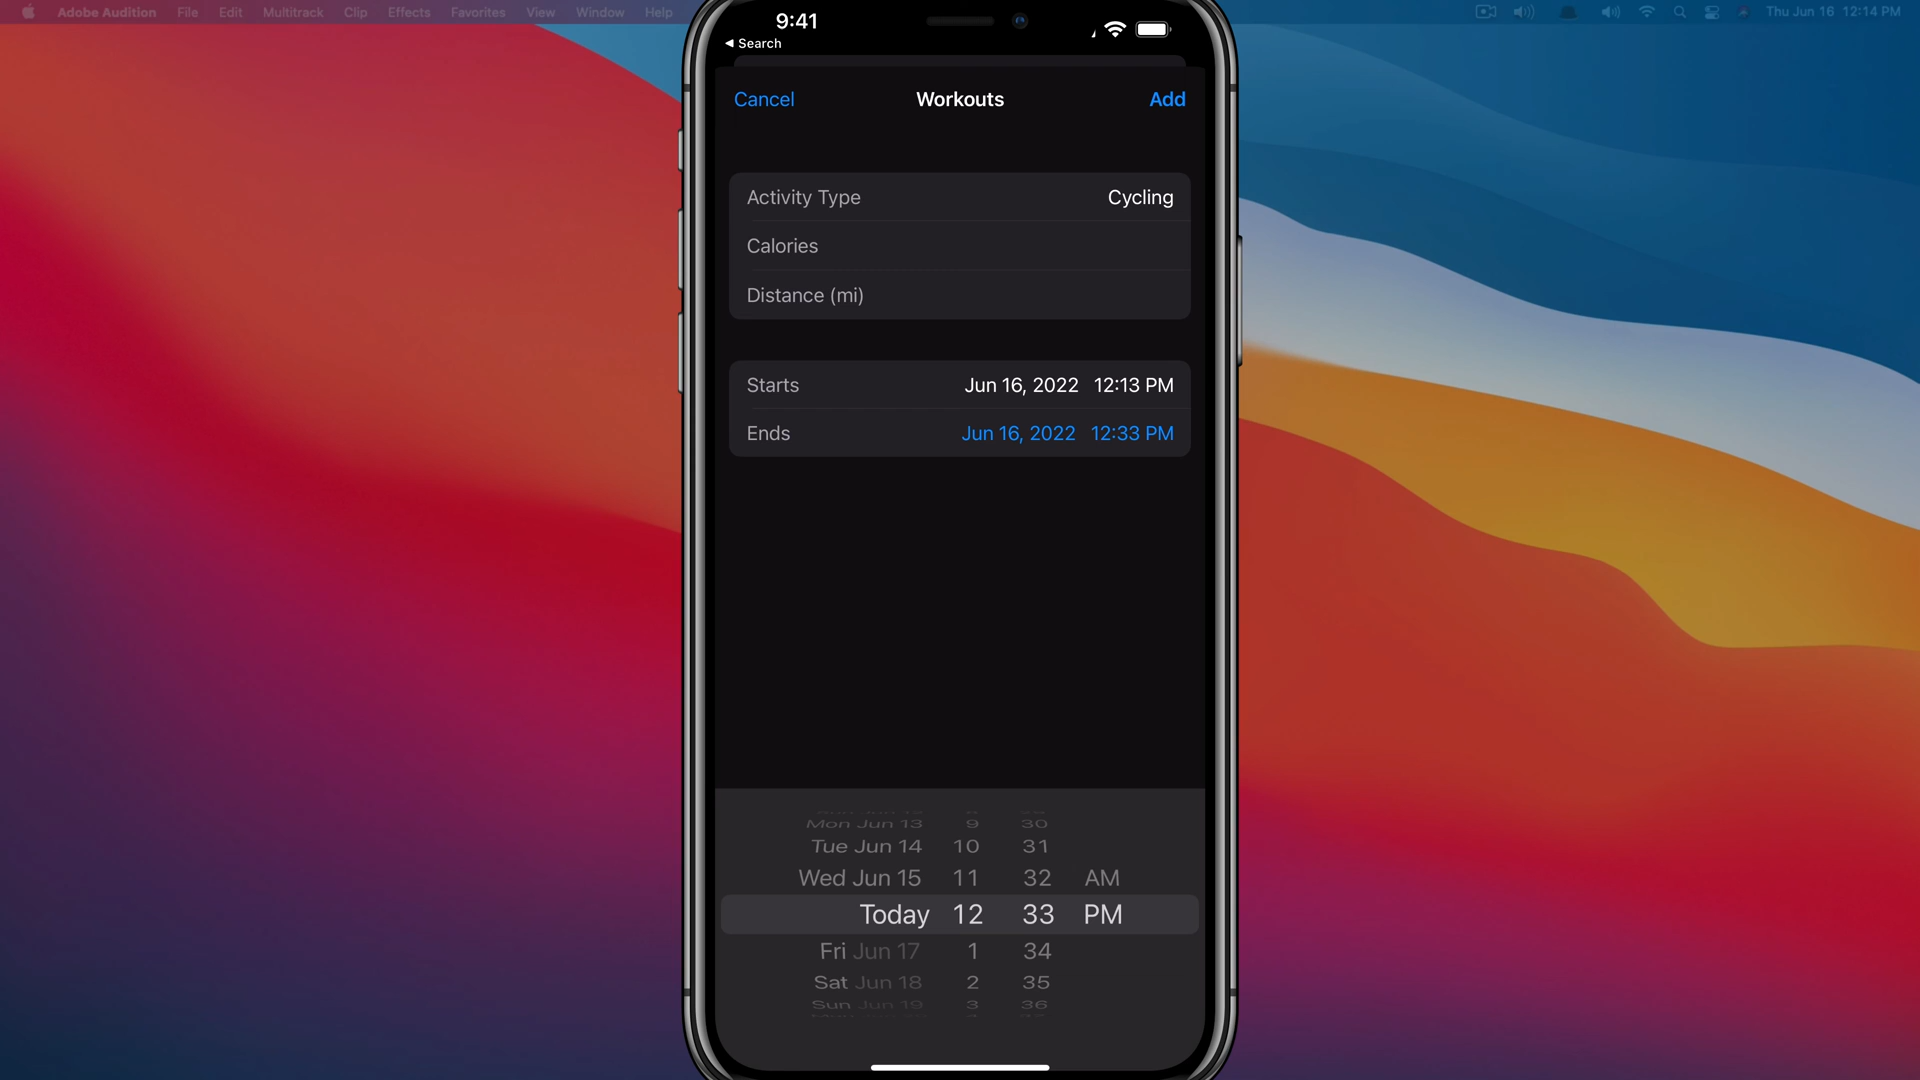 Adobe Audition File Edit Multitrack Clip Effects Favorites View Window Help Thu Jun 16 12:14 PM
9:41
◀ Search
Cancel Workouts Add
Activity Type Cycling
Calories
Distance (mi)
Starts Jun 16, 2022 12:13 PM
Ends Jun 16, 2022 12:33 PM
Mon Jun 13 9 30
Tue Jun 14 10 31
Wed Jun 15 11 32 AM
Today 12 33 PM
Fri Jun 17 1 34
Sat Jun 18 2 35
Sun Jun 19 3 36